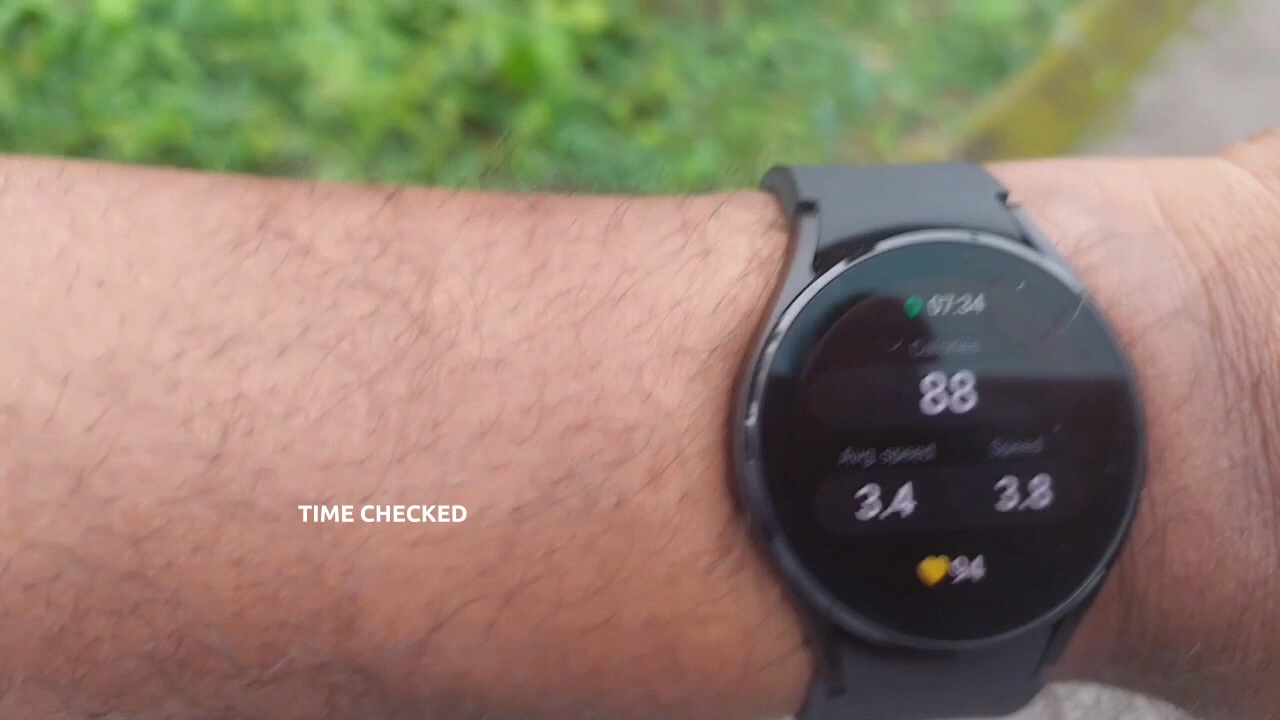 07:34
Calories
88
Avg speed Speed
3.4 3.8
94
TIME CHECKED